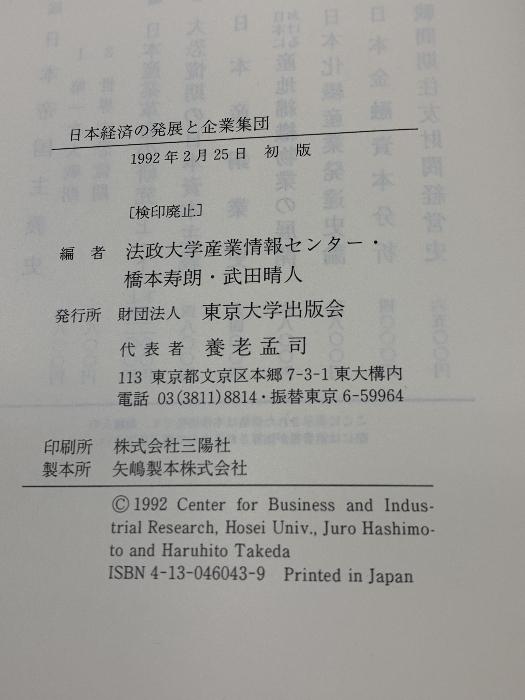 日本経済の発展と企業集団
1992年2月25日 初 版
[検印廃止]
編 者 法政大学産業情報センター・
橋本寿朗・武田晴人
発行所 財団法人 東京大学出版会
代表者 養老孟司
113 東京都文京区本郷7-3-1東大構内
電話 03(3811)8814・振替東京6-59964
印刷所 株式会社三陽社
製本所 矢嶋製本株式会社
© 1992 Center for Business and Indus-
trial Research, Hosei Univ., Juro Hashimo-
to and Haruhito Takeda
ISBN 4-13-046043-9 Printed in Japan